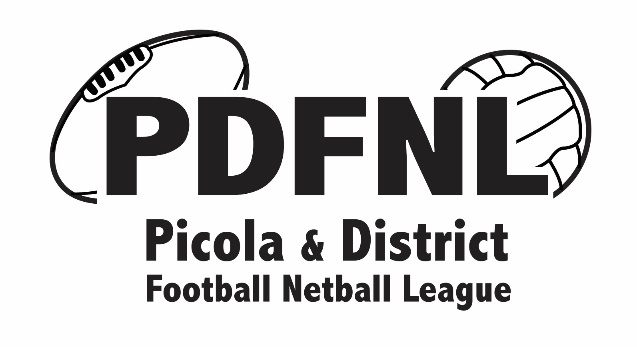 PDFNL
Picola & District
Football Netball League